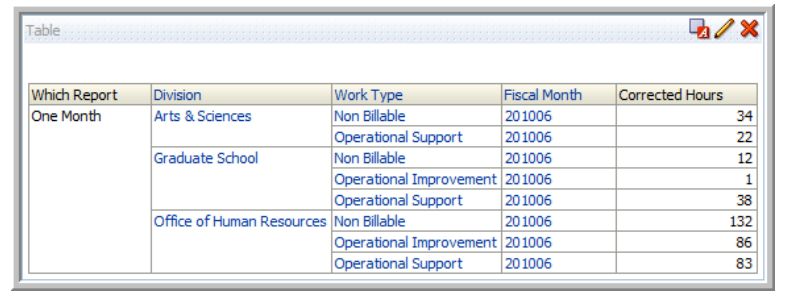 Table
Which Report Division Work Type Fiscal Month Corrected Hours
One Month Arts & Sciences Non Billable 201006 34
Operational Support 201006 22
Graduate School Non Billable 201006 12
Operational Improvement 201006 1
Operational Support 201006 38
Office of Human Resources Non Billable 201006 132
Operational Improvement 201006 86
Operational Support 201006 83